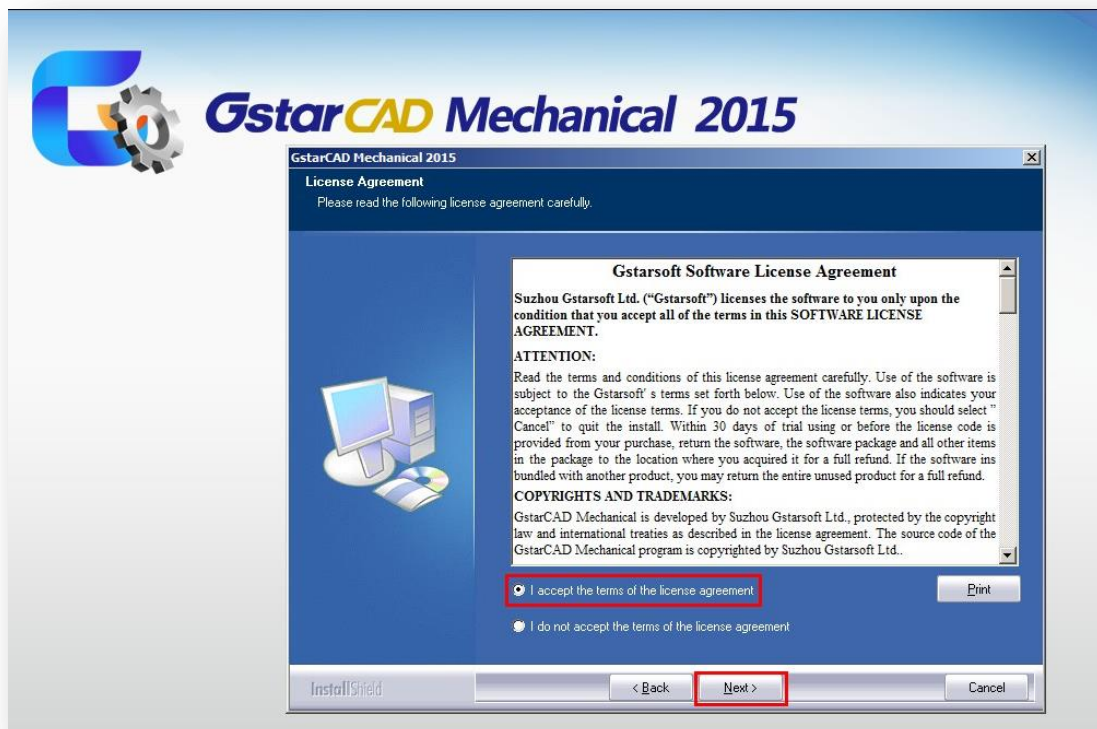 GstarCAD Mechanical 2015
GstarCAD Mechanical 2015
License Agreement
Please read the following license agreement carefully.
Gstarsoft Software License Agreement
Suzhou Gstarsoft Ltd. (“Gstarsoft”) licenses the software to you only upon the
condition that you accept all of the terms in this SOFTWARE LICENSE
AGREEMENT.
ATTENTION:
Read the terms and conditions of this license agreement carefully. Use of the software is
subject to the Gstarsoft' s terms set forth below. Use of the software also indicates your
acceptance of the license terms. If you do not accept the license terms, you should select ”
Cancel” to quit the install. Within 30 days of trial using or before the license code is
provided from your purchase, return the software, the software package and all other items
in the package to the location where you acquired it for a full refund. If the software ins
bundled with another product, you may return the entire unused product for a full refund.
COPYRIGHTS AND TRADEMARKS:
GstarCAD Mechanical is developed by Suzhou Gstarsoft Ltd., protected by the copyright
law and international treaties as described in the license agreement. The source code of the
GstarCAD Mechanical program is copyrighted by Suzhou Gstarsoft Ltd..
I accept the terms of the license agreement
Print
I do not accept the terms of the license agreement
InstallShield
< Back
Next >
Cancel